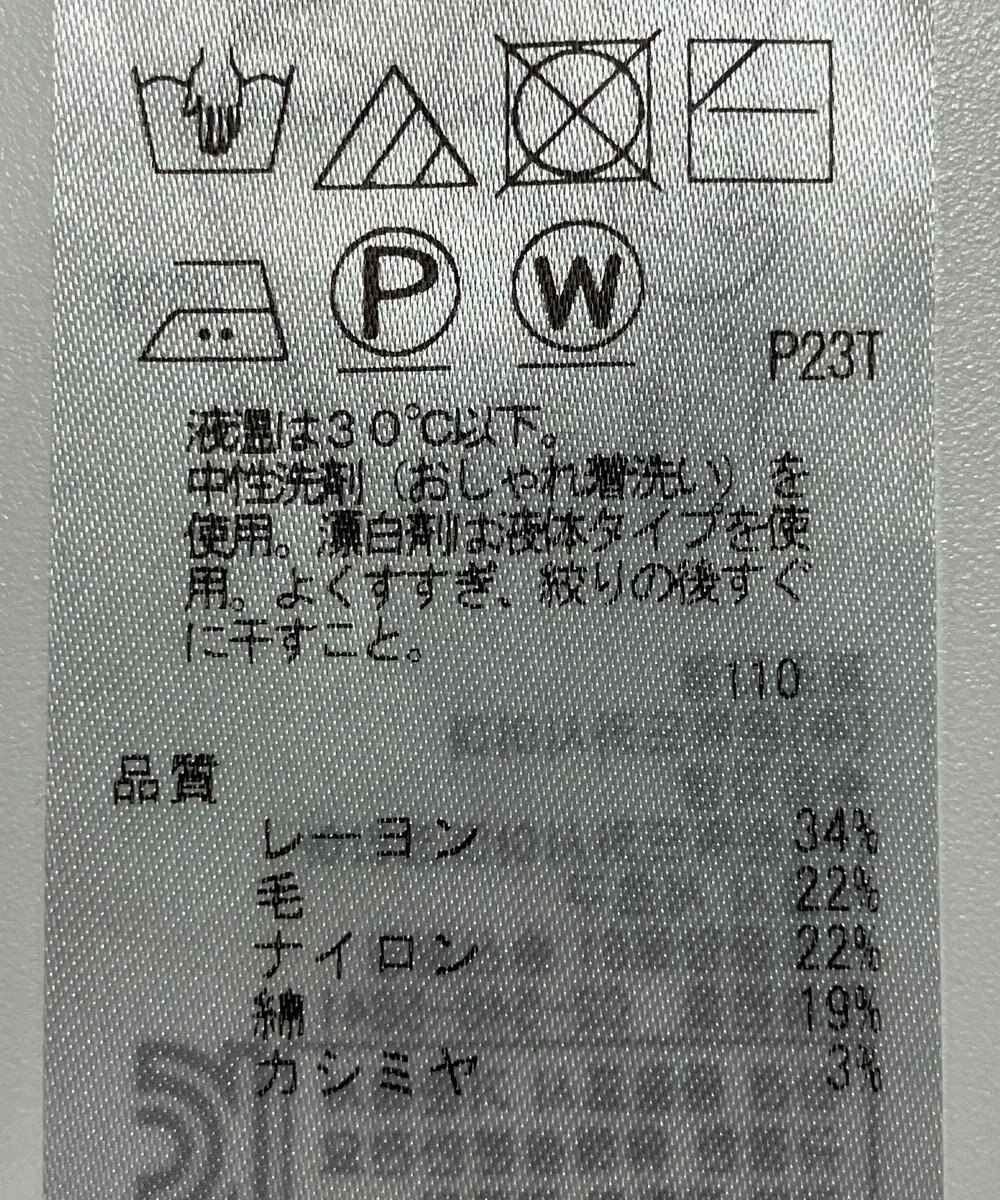 P W
P23T
液温は30℃以下。
中性洗剤(おしゃれ着洗い)を
使用。漂白剤は液体タイプを使
用。よくすすぎ、絞りの後すぐ
に干すこと。
110
品質
レーヨン 34%
毛 22%
ナイロン 22%
綿 19%
カシミヤ 3%